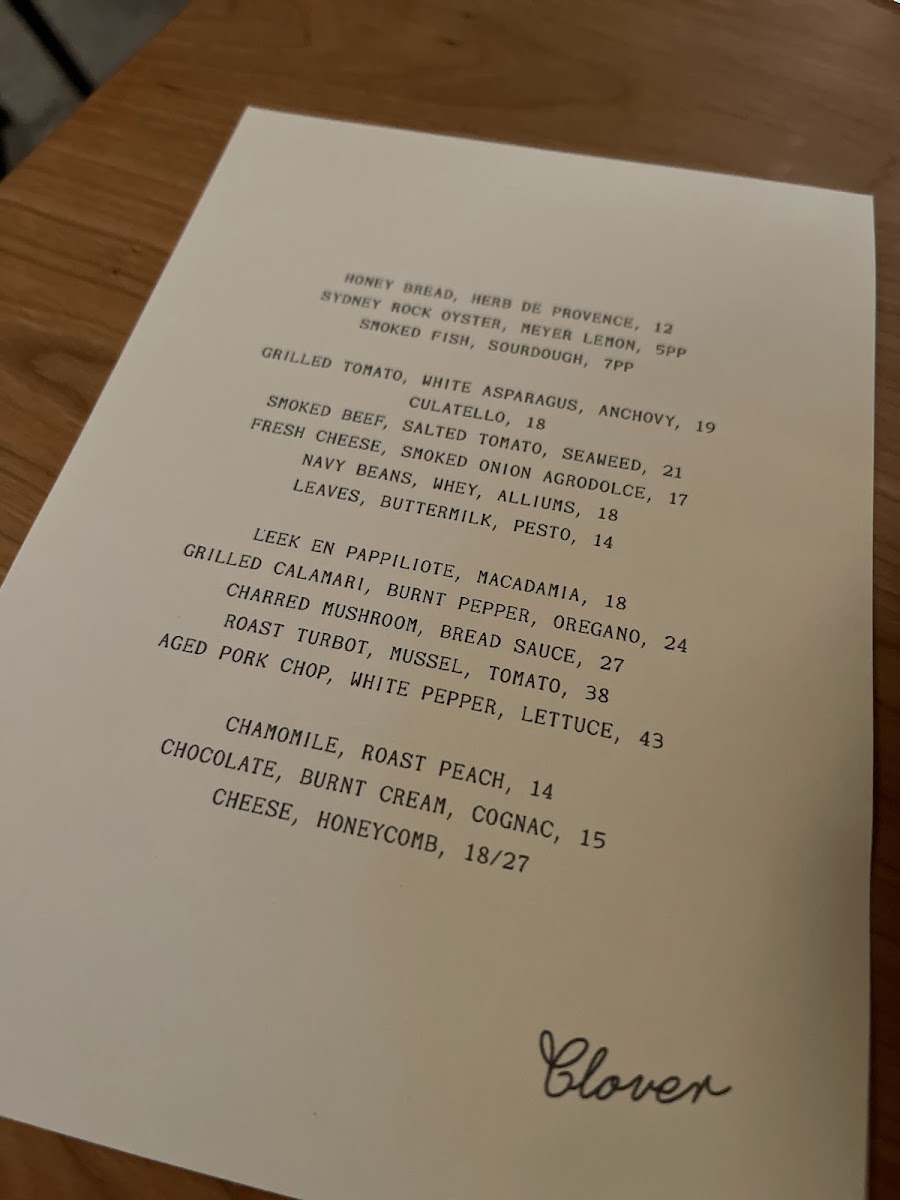 HONEY BREAD, HERB DE PROVENCE, 12
SYDNEY ROCK OYSTER, MEYER LEMON, 5PP
SMOKED FISH, SOURDOUGH, 7PP
GRILLED TOMATO, WHITE ASPARAGUS, ANCHOVY, 19
CULATELLO, 18
SMOKED BEEF, SALTED TOMATO, SEAWEED, 21
FRESH CHEESE, SMOKED ONION AGRODOLCE, 17
NAVY BEANS, WHEY, ALLIUMS, 18
LEAVES, BUTTERMILK, PESTO, 14
LEEK EN PAPPILIOTE, MACADAMIA, 18
GRILLED CALAMARI, BURNT PEPPER, OREGANO, 24
CHARRED MUSHROOM, BREAD SAUCE, 27
ROAST TURBOT, MUSSEL, TOMATO, 38
AGED PORK CHOP, WHITE PEPPER, LETTUCE, 43
CHAMOMILE, ROAST PEACH, 14
CHOCOLATE, BURNT CREAM, COGNAC, 15
CHEESE, HONEYCOMB, 18/27
Clover